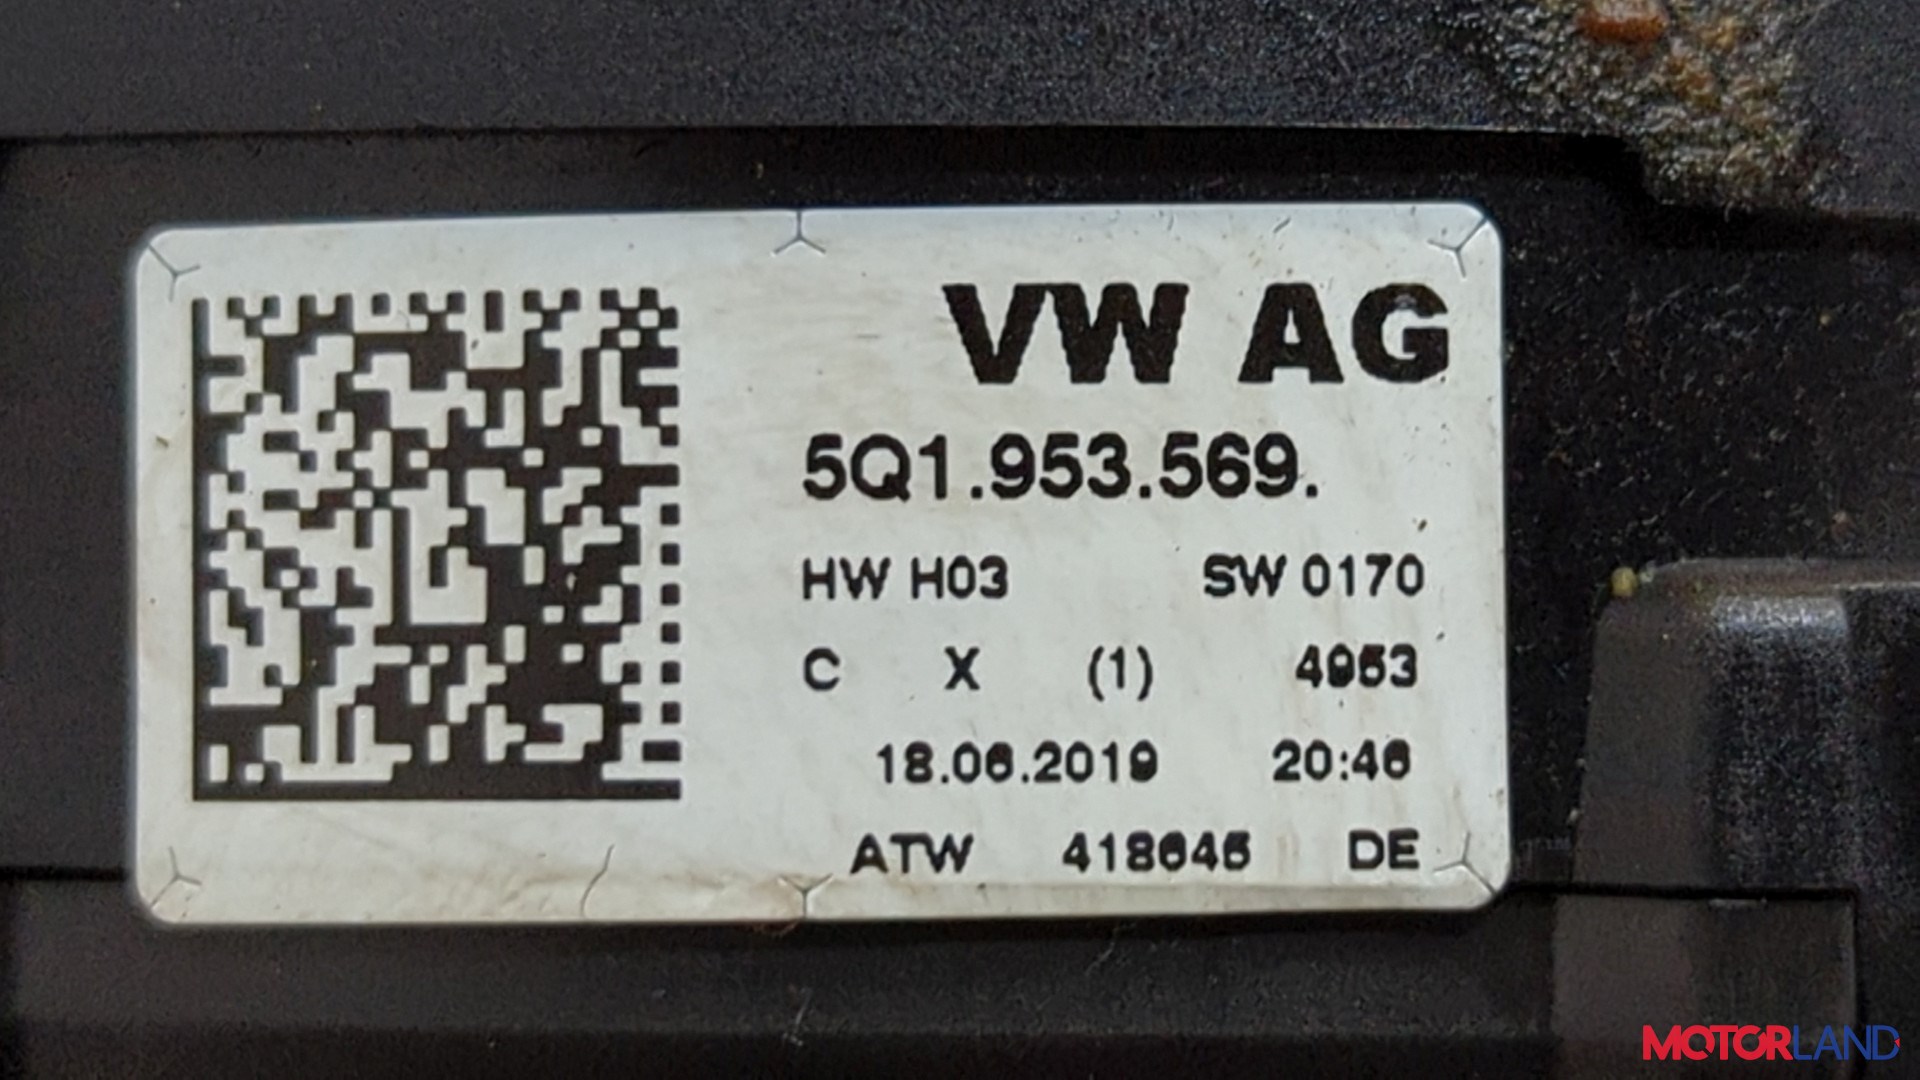 VW AG
5Q1.953.569.
HW H03 SW 0170
C X (1) 4953
18.06.2019 20:46
ATW 418645 DE
MOTORLAND